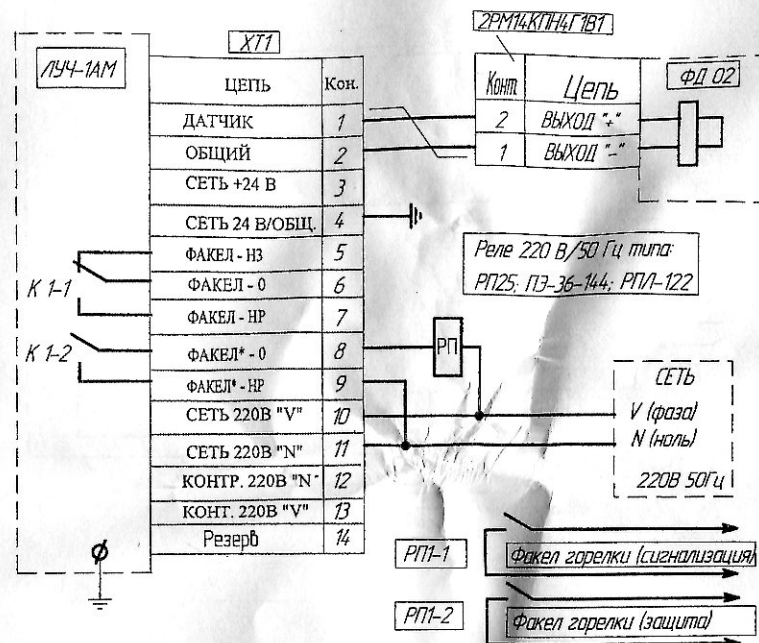 ЛУЧ-1АМ
ХТ1
ЦЕПЬ Кон.
ДАТЧИК 1
ОБЩИЙ 2
СЕТЬ +24 В 3
СЕТЬ 24 В/ОБЩ. 4
ФАКЕЛ - НЗ 5
ФАКЕЛ - 0 6
ФАКЕЛ - НР 7
ФАКЕЛ* - 0 8
ФАКЕЛ* - НР 9
СЕТЬ 220В "V" 10
СЕТЬ 220В "N" 11
КОНТР. 220В "N" 12
КОНТ. 220В "V" 13
Резерв 14
К 1-1
К 1-2
2РМ14КПН4Г1В1
Конт Цепь
2 ВЫХОД "+"
1 ВЫХОД "-"
ФД 02
Реле 220 В/50 Гц типа:
РП25; ПЭ-36-144; РПЛ-122
РП
СЕТЬ
V (фаза)
N (ноль)
220В 50Гц
РП1-1
Факел горелки (сигнализация)
РП1-2
Факел горелки (защита)